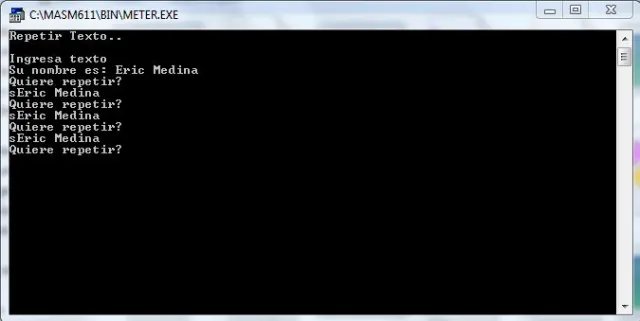 C:\MASM611\BIN\METER.EXE
Repetir Texto..
Ingresa texto
Su nombre es: Eric Medina
Quiere repetir?
sEric Medina
Quiere repetir?
sEric Medina
Quiere repetir?
sEric Medina
Quiere repetir?